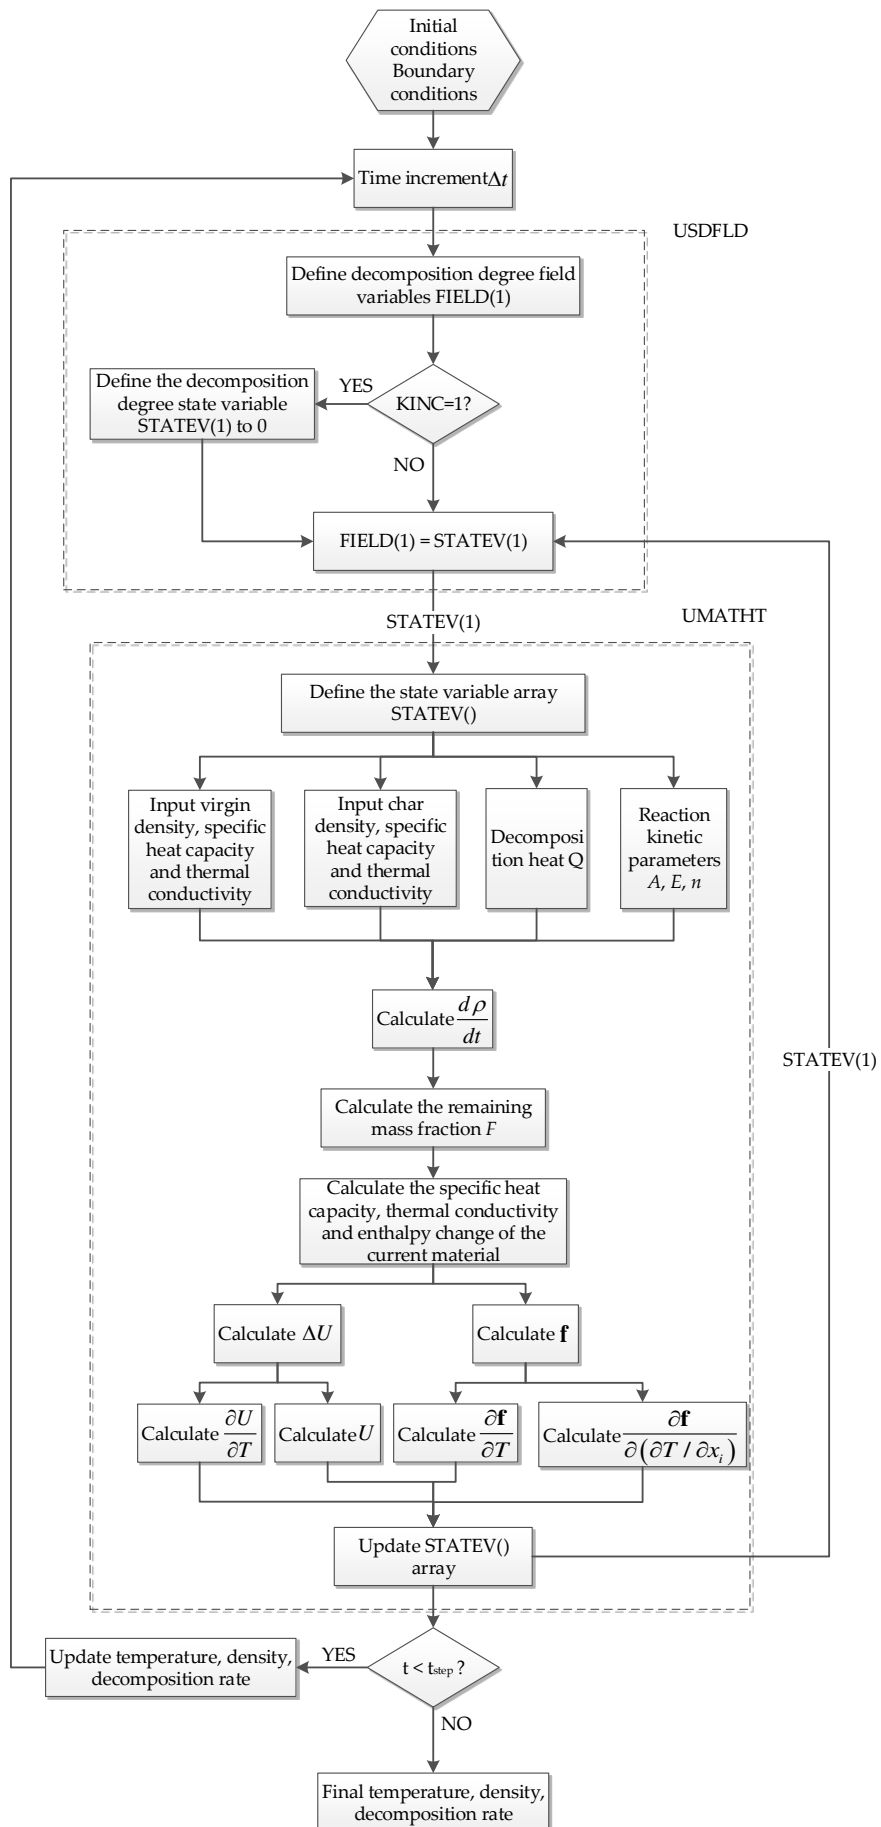 Initial
conditions
Boundary
conditions
Time incrementΔt
USDFLD
Define decomposition degree field
variables FIELD(1)
Define the decomposition
degree state variable
STATEV(1) to 0
YES
KINC=1?
NO
FIELD(1) = STATEV(1)
STATEV(1)
UMATHT
Define the state variable array
STATEV()
Input virgin
density, specific
heat capacity
and thermal
conductivity
Input char
density, specific
heat capacity
and thermal
conductivity
Decomposi
tion heat Q
Reaction
kinetic
parameters
A, E, n
Calculate dρ/dt
STATEV(1)
Calculate the remaining
mass fraction F
Calculate the specific heat
capacity, thermal conductivity
and enthalpy change of the
current material
Calculate ΔU
Calculate f
Calculate ∂U/∂T
Calculate U
Calculate ∂f/∂T
Calculate ∂f/∂(∂T / ∂xᵢ)
Update STATEV()
array
Update temperature, density,
decomposition rate
YES
t < tstep ?
NO
Final temperature, density,
decomposition rate